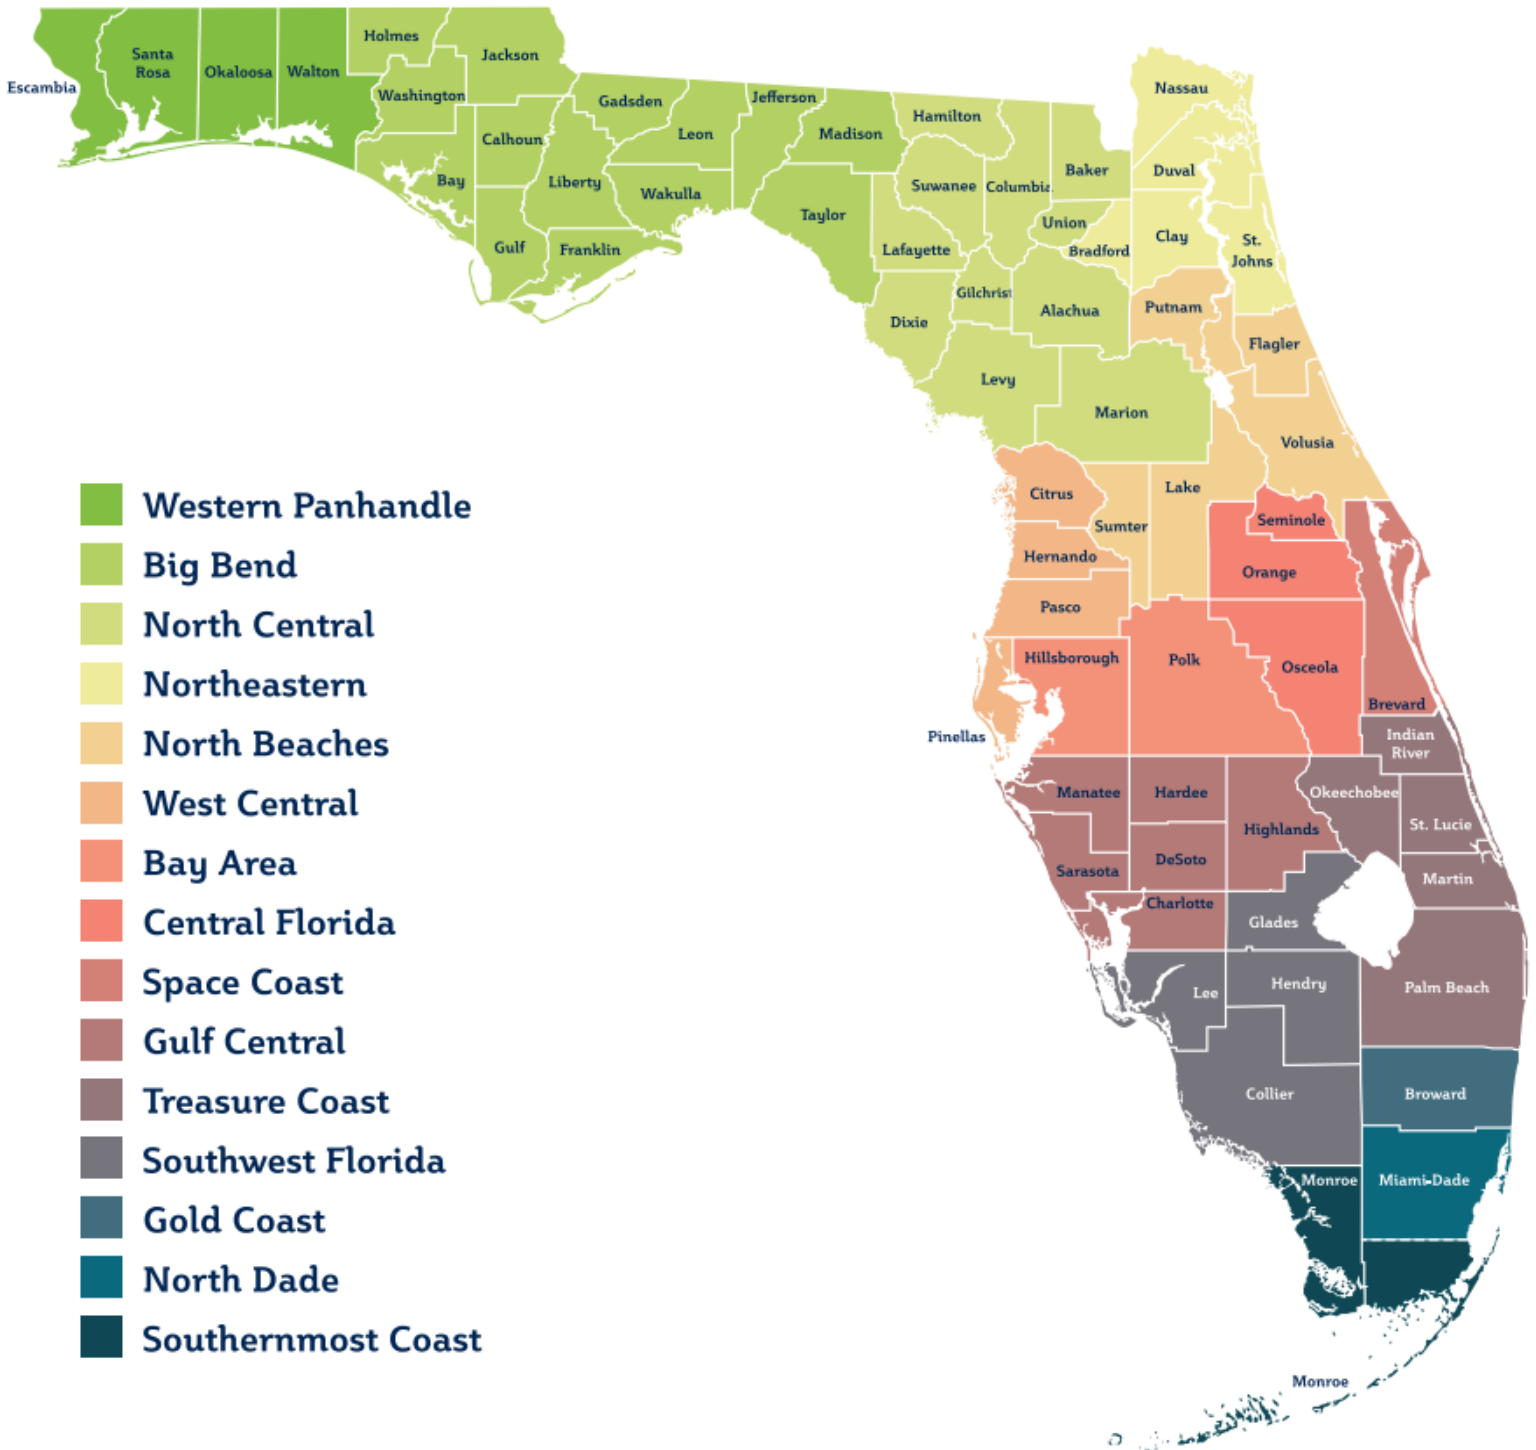 Holmes
Jackson
Santa
Rosa
Okaloosa
Walton
Escambia
Washington
Gadsden
Jefferson
Nassau
Calhoun
Leon
Madison
Hamilton
Bay
Liberty
Wakulla
Suwanee
Columbia
Baker
Duval
Taylor
Union
Gulf
Franklin
Lafayette
Bradford
Clay
St.
Johns
Gilchrist
Dixie
Alachua
Putnam
Flagler
Levy
Marion
Volusia
Citrus
Lake
Sumter
Seminole
Hernando
Orange
Pasco
Hillsborough
Polk
Osceola
Brevard
Pinellas
Indian
River
Manatee
Hardee
Okeechobee
Highlands
St. Lucie
Sarasota
DeSoto
Martin
Charlotte
Glades
Lee
Hendry
Palm Beach
Collier
Broward
Monroe
Miami-Dade
Monroe
Western Panhandle
Big Bend
North Central
Northeastern
North Beaches
West Central
Bay Area
Central Florida
Space Coast
Gulf Central
Treasure Coast
Southwest Florida
Gold Coast
North Dade
Southernmost Coast